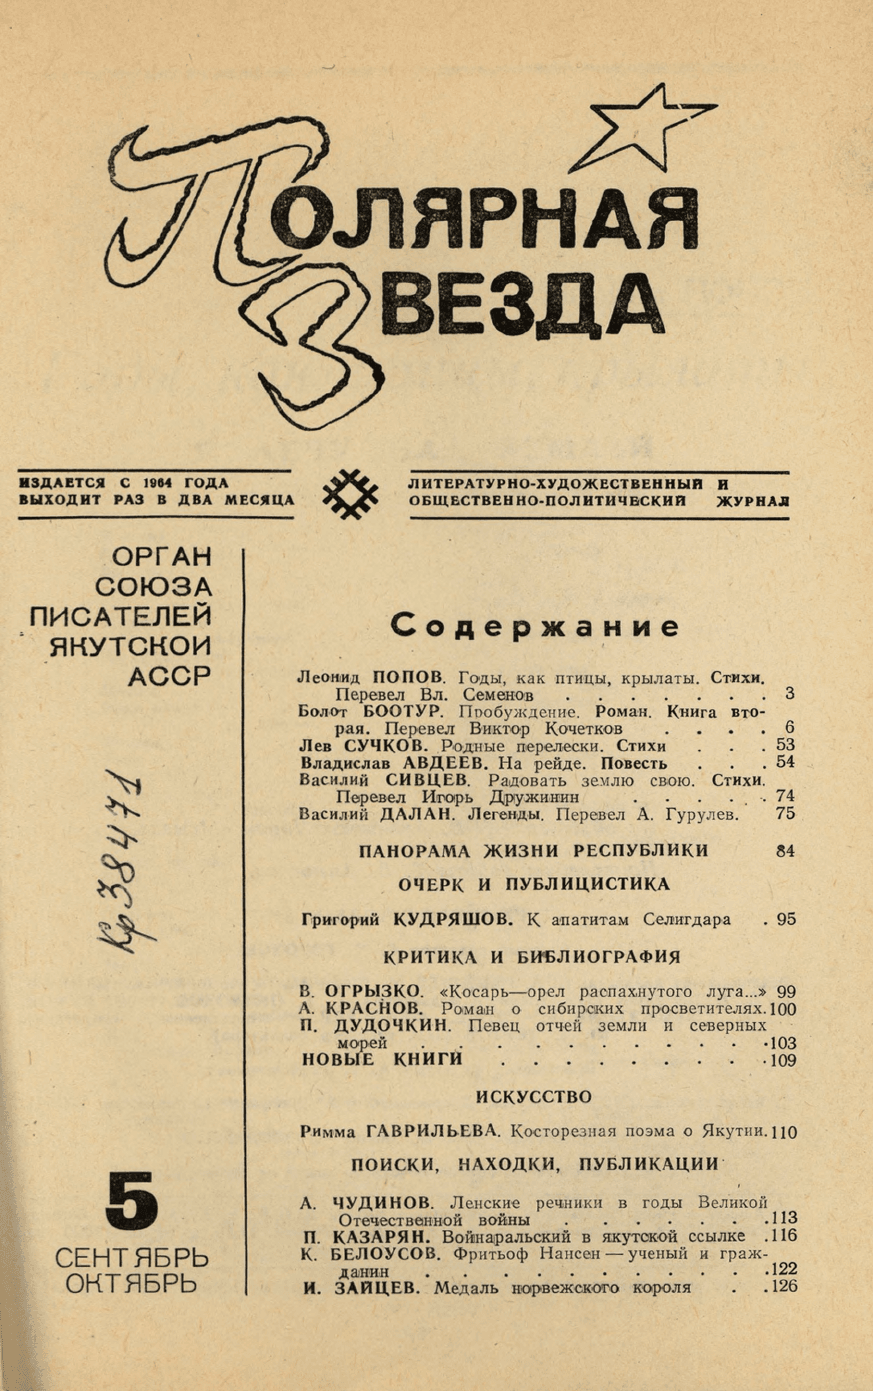 ПОЛЯРНАЯ
ЗВЕЗДА
ИЗДАЕТСЯ С 1964 ГОДА
ВЫХОДИТ РАЗ В ДВА МЕСЯЦА
ЛИТЕРАТУРНО-ХУДОЖЕСТВЕННЫЙ И
ОБЩЕСТВЕННО-ПОЛИТИЧЕСКИЙ ЖУРНАЛ
ОРГАН
СОЮЗА
ПИСАТЕЛЕЙ
ЯКУТСКОЙ
АССР
кр38471
5
СЕНТЯБРЬ
ОКТЯБРЬ
Содержание
Леонид ПОПОВ. Годы, как птицы, крылаты. Стихи.
Перевел Вл. Семенов . . . . . . . 3
Болот БООТУР. Пробуждение. Роман. Книга вто-
рая. Перевел Виктор Кочетков . . . . 6
Лев СУЧКОВ. Родные перелески. Стихи . . . 53
Владислав АВДЕЕВ. На рейде. Повесть . . . 54
Василий СИВЦЕВ. Радовать землю свою. Стихи.
Перевел Игорь Дружинин . . . . . . 74
Василий ДАЛАН. Легенды. Перевел А. Гурулев. 75
ПАНОРАМА ЖИЗНИ РЕСПУБЛИКИ 84
ОЧЕРК И ПУБЛИЦИСТИКА
Григорий КУДРЯШОВ. К апатитам Селигдара . 95
КРИТИКА И БИБЛИОГРАФИЯ
В. ОГРЫЗКО. «Косарь—орел распахнутого луга...» 99
А. КРАСНОВ. Роман о сибирских просветителях. 100
П. ДУДОЧКИН. Певец отчей земли и северных
морей . . . . . . . . . . 103
НОВЫЕ КНИГИ . . . . . . . . 109
ИСКУССТВО
Римма ГАВРИЛЬЕВА. Косторезная поэма о Якутии. 110
ПОИСКИ, НАХОДКИ, ПУБЛИКАЦИИ
А. ЧУДИНОВ. Ленские речники в годы Великой
Отечественной войны . . . . . . . 113
П. КАЗАРЯН. Войнаральский в якутской ссылке . 116
К. БЕЛОУСОВ. Фритьоф Нансен — ученый и граж-
данин . . . . . . . . . . 122
И. ЗАЙЦЕВ. Медаль норвежского короля . . 126